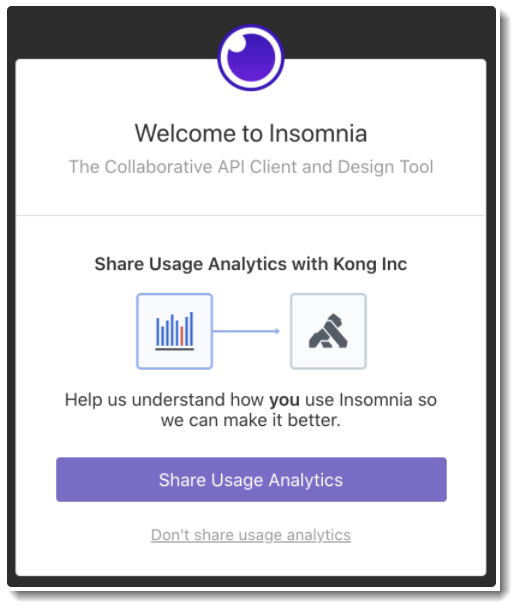 Welcome to Insomnia
The Collaborative API Client and Design Tool
Share Usage Analytics with Kong Inc
Help us understand how you use Insomnia so
we can make it better.
Share Usage Analytics
Don't share usage analytics